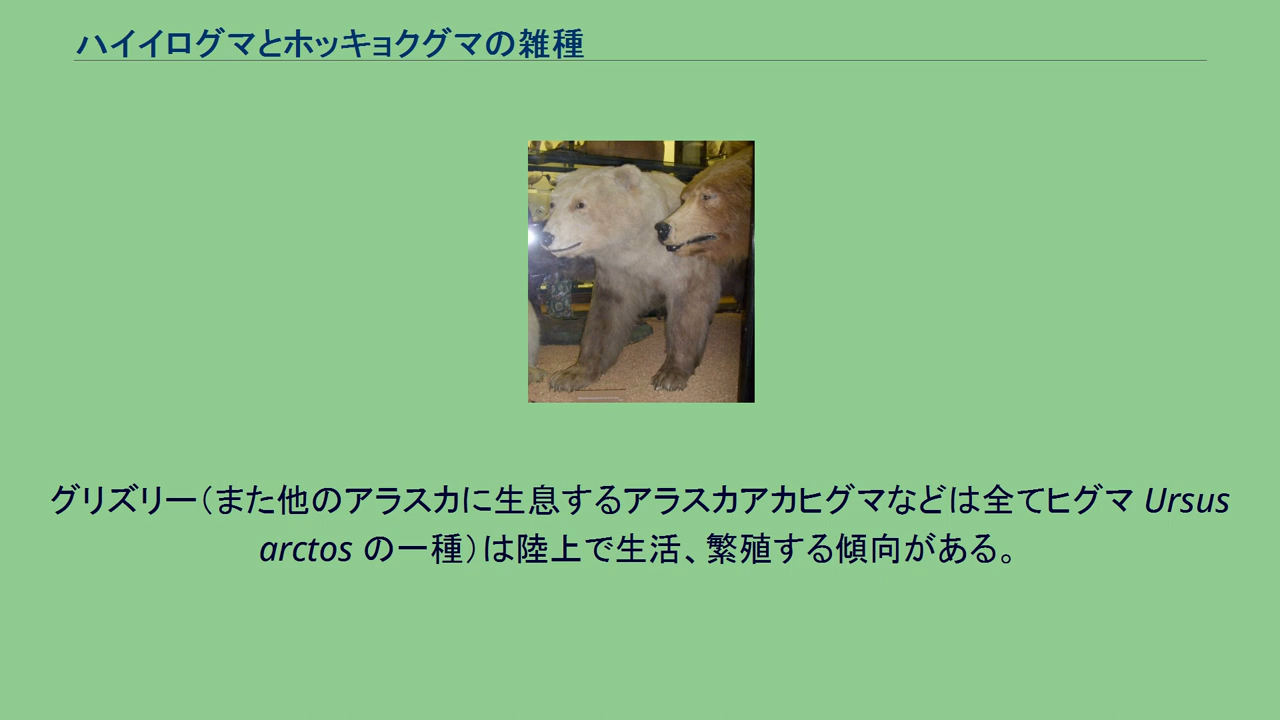 ハイイログマとホッキョクグマの雑種
グリズリー（また他のアラスカに生息するアラスカアカヒグマなどは全てヒグマ Ursus
arctos の一種）は陸上で生活、繁殖する傾向がある。